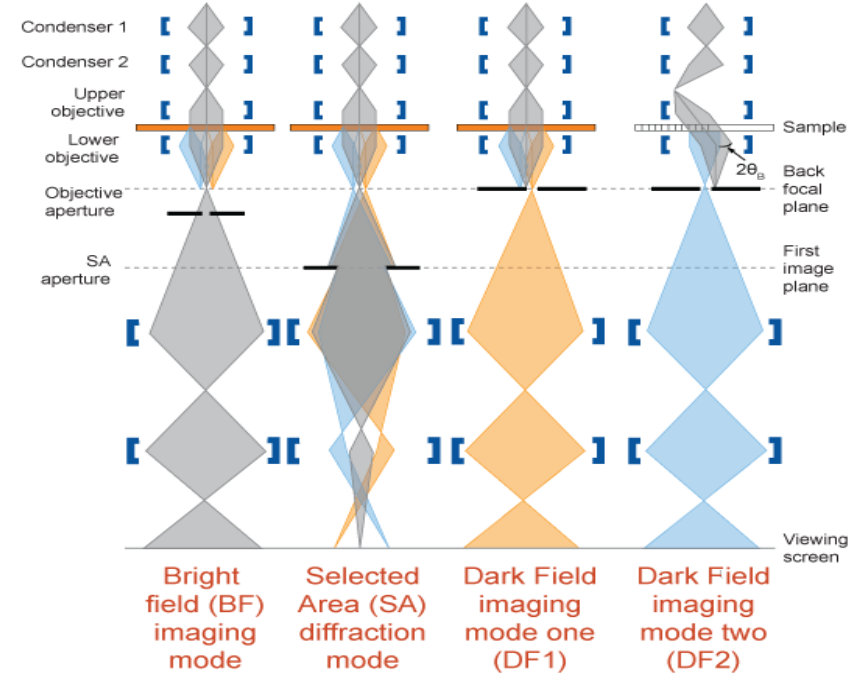 Condenser 1
Condenser 2
Upper
objective
Lower
objective
Objective
aperture
SA
aperture
Sample
2θB
Back
focal
plane
First
image
plane
Viewing
screen
Bright
field (BF)
imaging
mode
Selected
Area (SA)
diffraction
mode
Dark Field
imaging
mode one
(DF1)
Dark Field
imaging
mode two
(DF2)